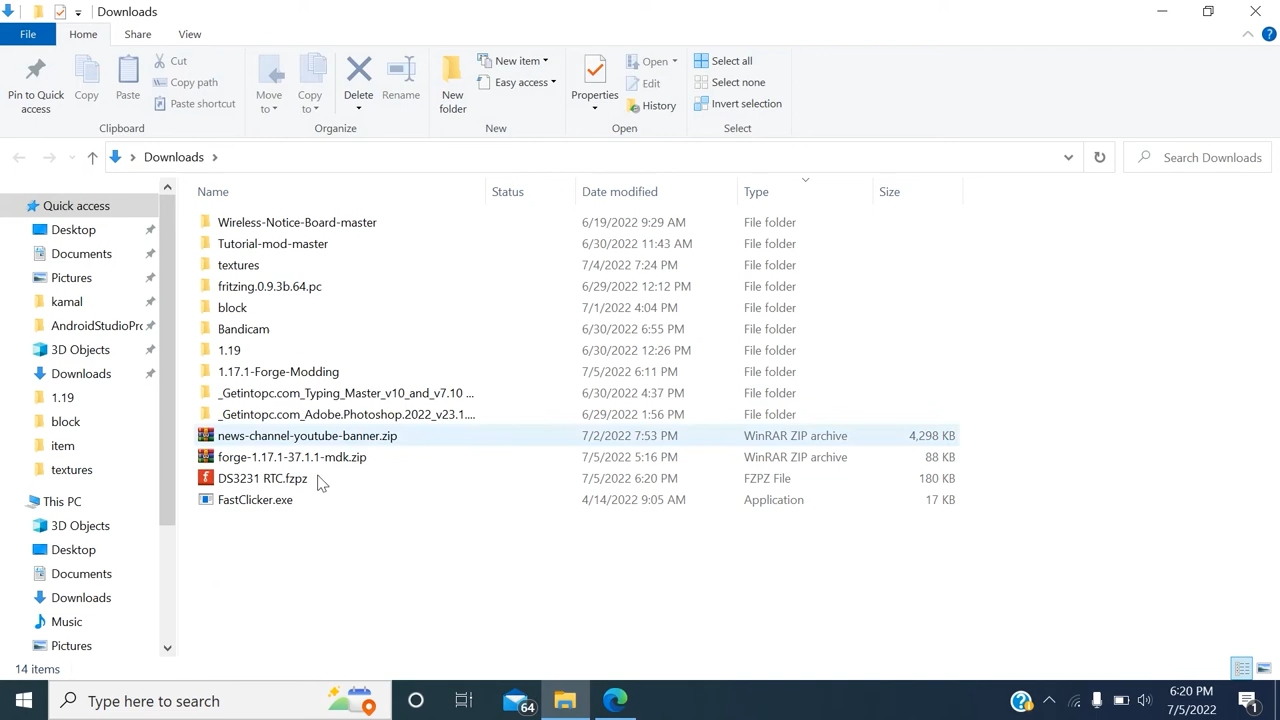 Downloads
File
Home
Share
View
Pin to Quick access
Copy
Paste
Cut
Copy path
Paste shortcut
Clipboard
Move to
Copy to
Delete
Rename
Organize
New folder
New item
Easy access
New
Properties
Open
Edit
History
Open
Select all
Select none
Invert selection
Select
Downloads
Search Downloads
Name Status Date modified Type Size
Quick access
Desktop
Documents
Pictures
kamal
AndroidStudioPrc
3D Objects
Downloads
1.19
block
item
textures
This PC
3D Objects
Desktop
Documents
Downloads
Music
Pictures
Wireless-Notice-Board-master 6/19/2022 9:29 AM File folder
Tutorial-mod-master 6/30/2022 11:43 AM File folder
textures 7/4/2022 7:24 PM File folder
fritzing.0.9.3b.64.pc 6/29/2022 12:12 PM File folder
block 7/1/2022 4:04 PM File folder
Bandicam 6/30/2022 6:55 PM File folder
1.19 6/30/2022 12:26 PM File folder
1.17.1-Forge-Modding 7/5/2022 6:11 PM File folder
_Getintopc.com_Typing_Master_v10_and_v7.10 ... 6/30/2022 4:37 PM File folder
_Getintopc.com_Adobe.Photoshop.2022_v23.1.... 6/29/2022 1:56 PM File folder
news-channel-youtube-banner.zip 7/2/2022 7:53 PM WinRAR ZIP archive 4,298 KB
forge-1.17.1-37.1.1-mdk.zip 7/5/2022 5:16 PM WinRAR ZIP archive 88 KB
DS3231 RTC.fzpz 7/5/2022 6:20 PM FZPZ File 180 KB
FastClicker.exe 4/14/2022 9:05 AM Application 17 KB
14 items
Type here to search
64
6:20 PM
7/5/2022
1